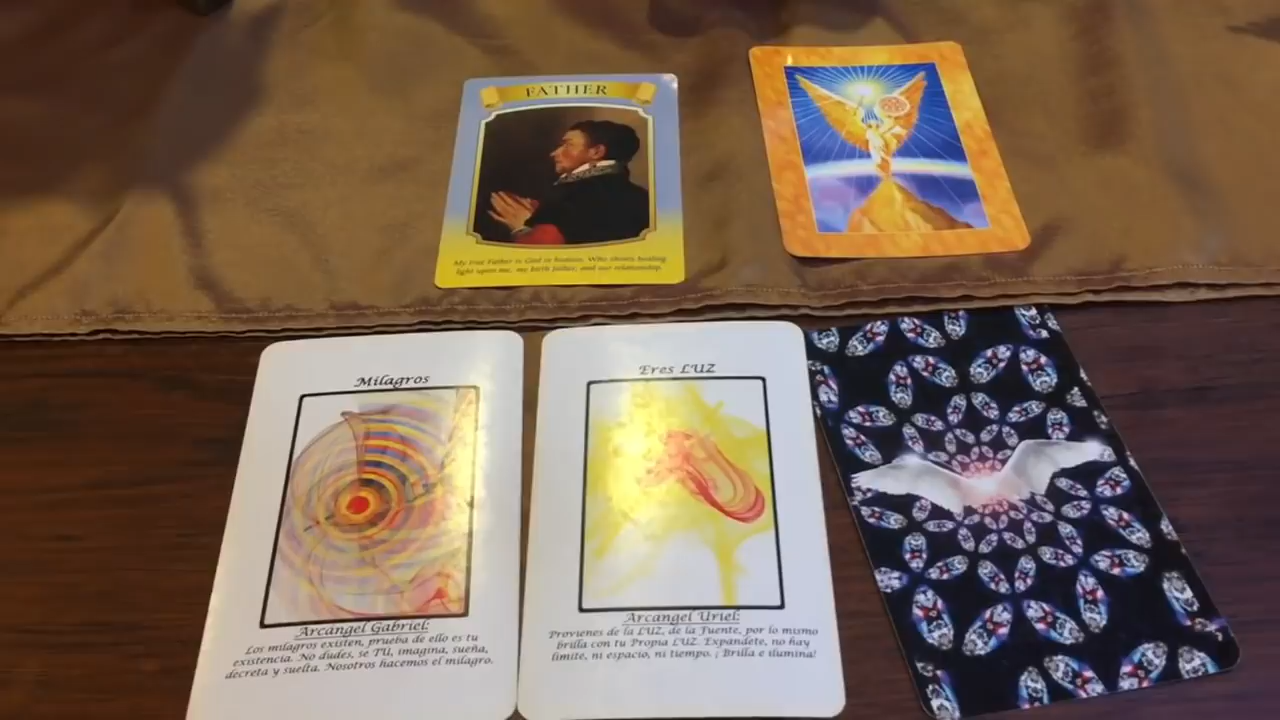 FATHER
My true Father is God in heaven, Who shines healing
light upon me, my birth father, and our relationship.
Milagros
Arcangel Gabriel:
Los milagros existen, prueba de ello es tu
existencia. No dudes, se TU, imagina, sueña,
decreta y suelta. Nosotros hacemos el milagro.
Eres LUZ
Arcangel Uriel:
Provienes de la LUZ, de la Fuente, por lo mismo
brilla con tu Propia LUZ. Expandete, no hay
limite, ni espacio, ni tiempo. ¡ Brilla e ilumina!